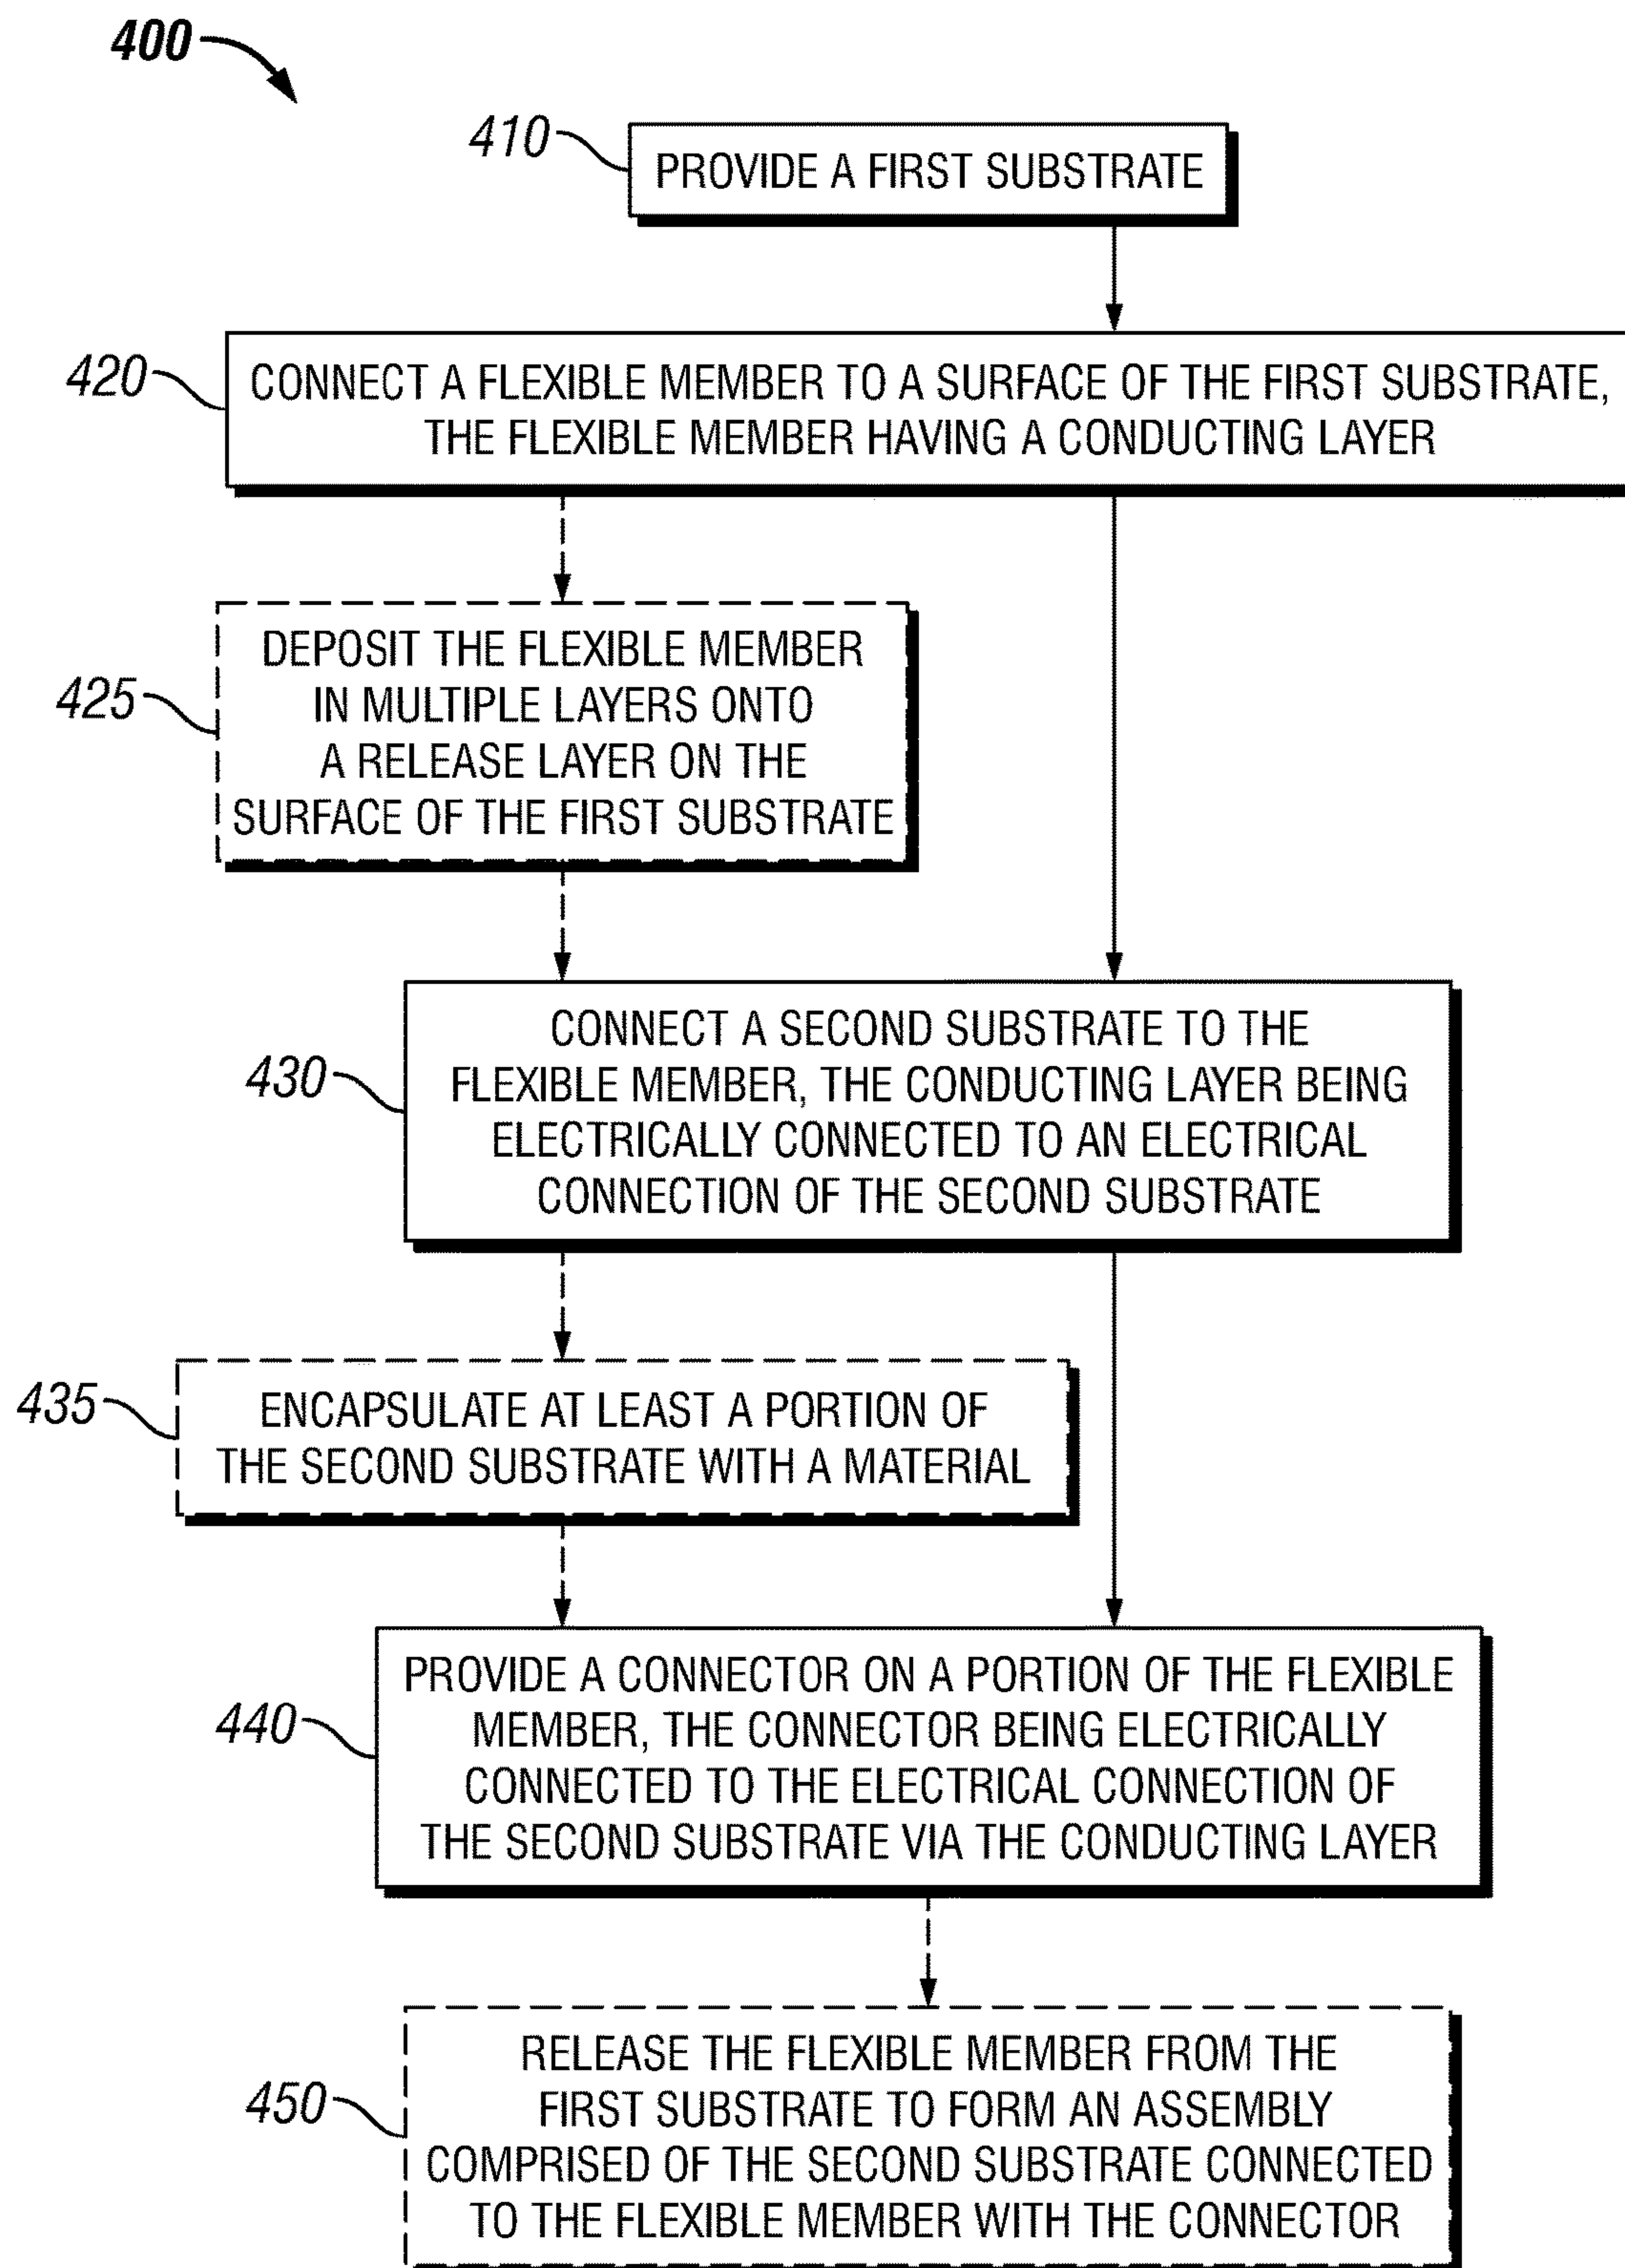 400
410
PROVIDE A FIRST SUBSTRATE
420
CONNECT A FLEXIBLE MEMBER TO A SURFACE OF THE FIRST SUBSTRATE,
THE FLEXIBLE MEMBER HAVING A CONDUCTING LAYER
425
DEPOSIT THE FLEXIBLE MEMBER
IN MULTIPLE LAYERS ONTO
A RELEASE LAYER ON THE
SURFACE OF THE FIRST SUBSTRATE
430
CONNECT A SECOND SUBSTRATE TO THE
FLEXIBLE MEMBER, THE CONDUCTING LAYER BEING
ELECTRICALLY CONNECTED TO AN ELECTRICAL
CONNECTION OF THE SECOND SUBSTRATE
435
ENCAPSULATE AT LEAST A PORTION OF
THE SECOND SUBSTRATE WITH A MATERIAL
440
PROVIDE A CONNECTOR ON A PORTION OF THE FLEXIBLE
MEMBER, THE CONNECTOR BEING ELECTRICALLY
CONNECTED TO THE ELECTRICAL CONNECTION OF
THE SECOND SUBSTRATE VIA THE CONDUCTING LAYER
450
RELEASE THE FLEXIBLE MEMBER FROM THE
FIRST SUBSTRATE TO FORM AN ASSEMBLY
COMPRISED OF THE SECOND SUBSTRATE CONNECTED
TO THE FLEXIBLE MEMBER WITH THE CONNECTOR